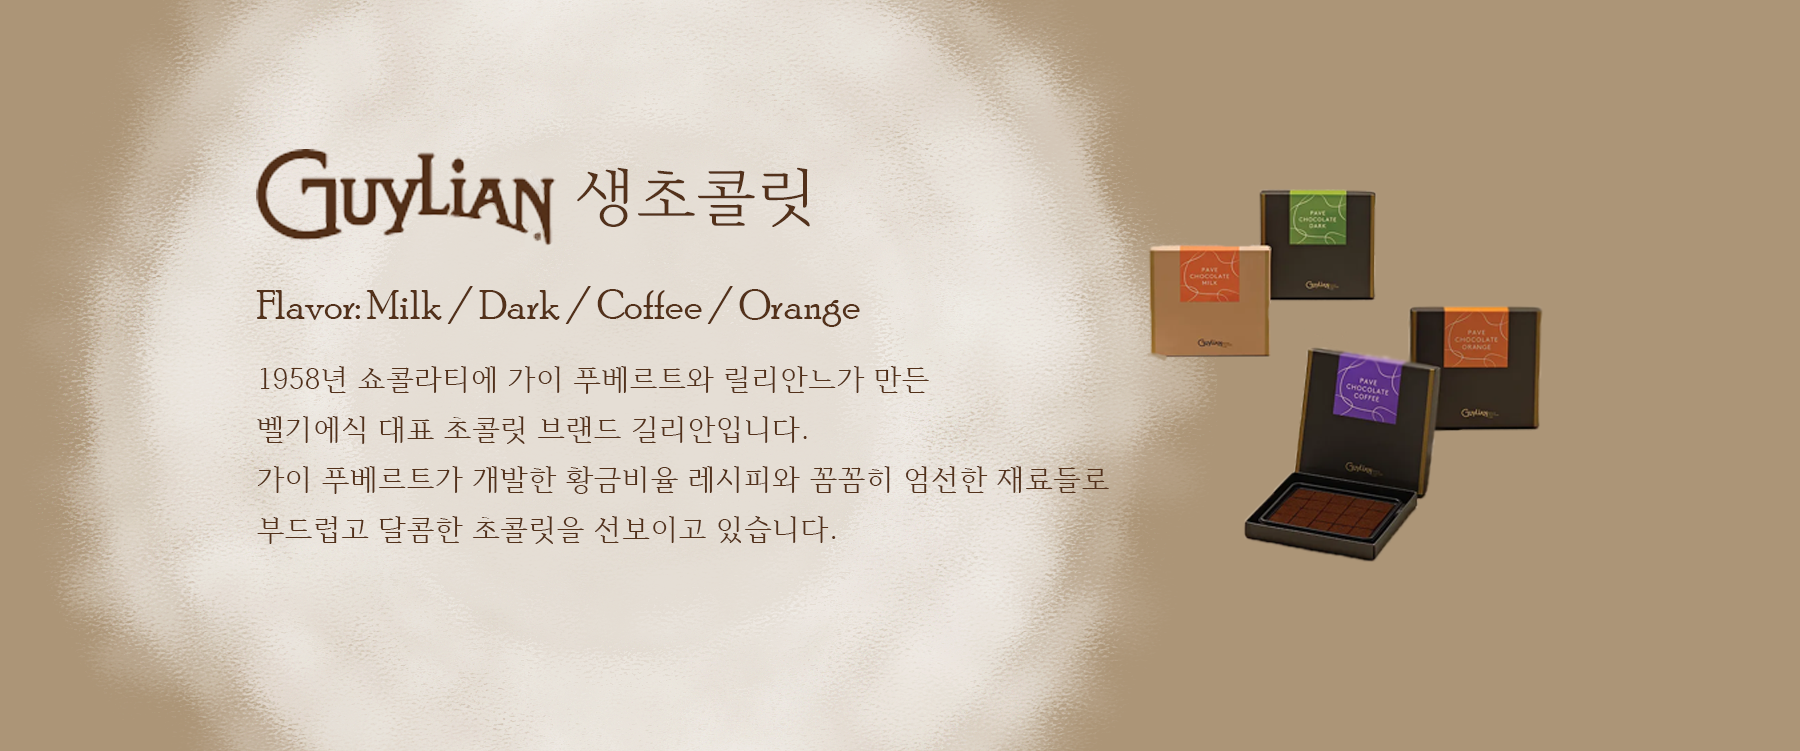 GUYLIAN 생초콜릿
Flavor: Milk / Dark / Coffee / Orange
1958년 쇼콜라티에 가이 푸베르트와 릴리안느가 만든
벨기에식 대표 초콜릿 브랜드 길리안입니다.
가이 푸베르트가 개발한 황금비율 레시피와 꼼꼼히 엄선한 재료들로
부드럽고 달콤한 초콜릿을 선보이고 있습니다.
PAVE
CHOCOLATE
DARK
GUYLIAN
PAVE
CHOCOLATE
MILK
GUYLIAN
PAVE
CHOCOLATE
ORANGE
GUYLIAN
PAVE
CHOCOLATE
COFFEE
GUYLIAN